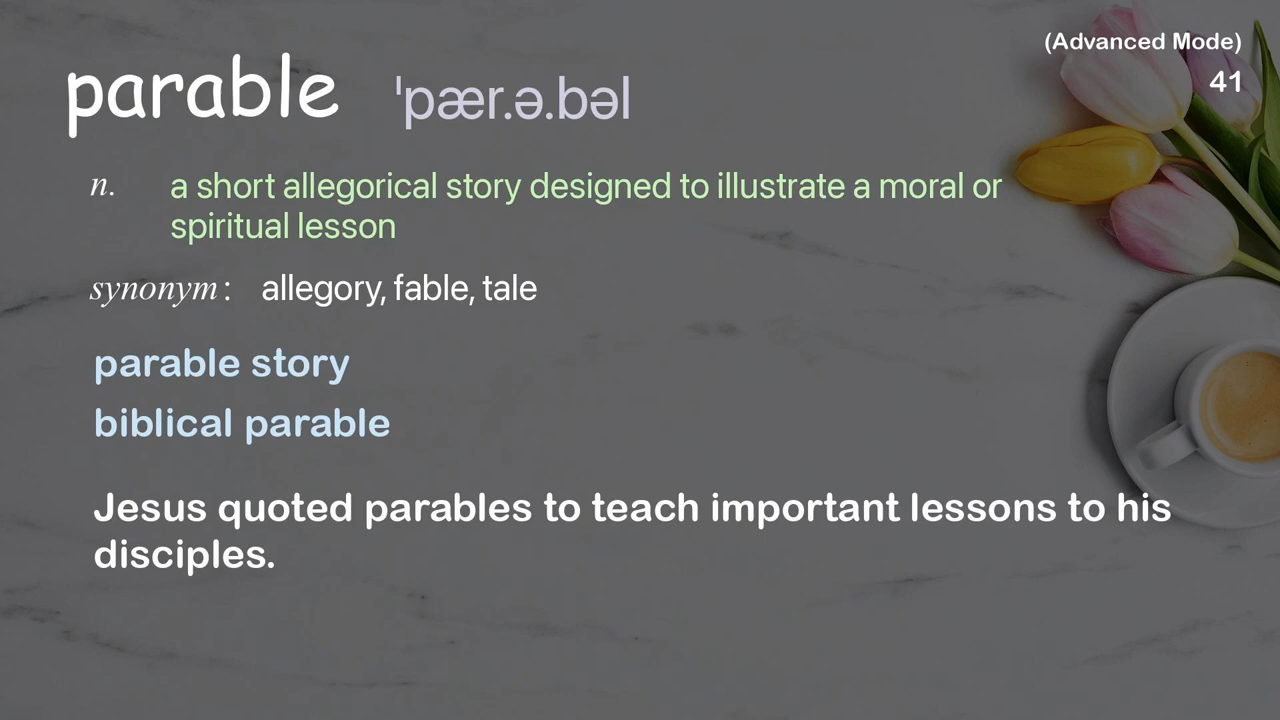 (Advanced Mode)
41
parable ˈpær.ə.bəl
n. a short allegorical story designed to illustrate a moral or
spiritual lesson
synonym : allegory, fable, tale
parable story
biblical parable
Jesus quoted parables to teach important lessons to his
disciples.